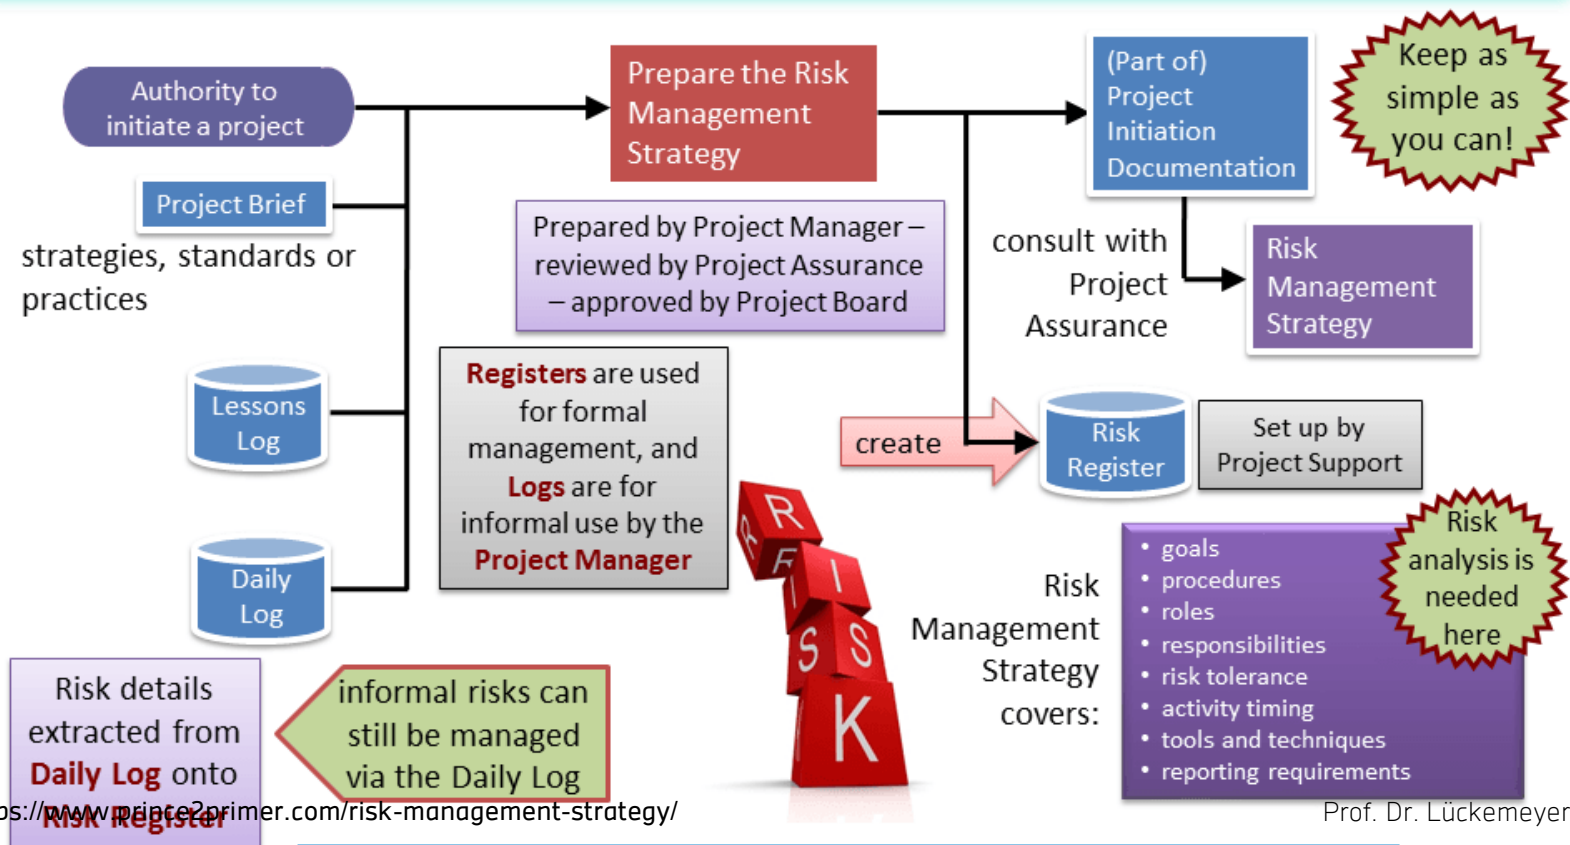 Authority to
initiate a project
Project Brief
strategies, standards or
practices
Lessons
Log
Daily
Log
Risk details
extracted from
Daily Log onto
Risk Register
informal risks can
still be managed
via the Daily Log
Prepare the Risk
Management
Strategy
Prepared by Project Manager –
reviewed by Project Assurance
– approved by Project Board
Registers are used
for formal
management, and
Logs are for
informal use by the
Project Manager
(Part of)
Project
Initiation
Documentation
Keep as
simple as
you can!
consult with
Project
Assurance
Risk
Management
Strategy
create
Risk
Register
Set up by
Project Support
R
R
R
I
I
S
S
K
Risk
Management
Strategy
covers:
• goals
• procedures
• roles
• responsibilities
• risk tolerance
• activity timing
• tools and techniques
• reporting requirements
Risk
analysis is
needed
here
ps://www.prince2primer.com/risk-management-strategy/
Prof. Dr. Lückemeyer